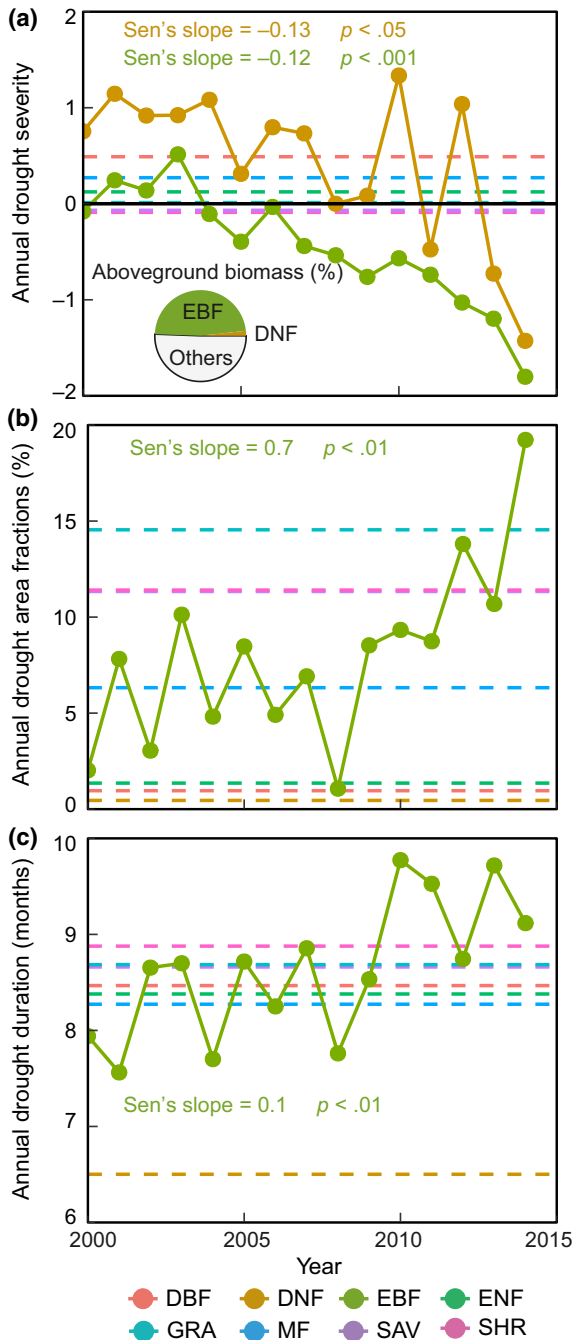 (a)
2
1
0
−1
−2
Annual drought severity
Sen's slope = −0.13 p < .05
Sen's slope = −0.12 p < .001
Aboveground biomass (%)
EBF
DNF
Others
(b)
20
15
10
5
0
Annual drought area fractions (%)
Sen's slope = 0.7 p < .01
(c)
10
9
8
7
6
Annual drought duration (months)
Sen's slope = 0.1 p < .01
2000 2005 2010 2015
Year
DBF DNF EBF ENF
GRA MF SAV SHR